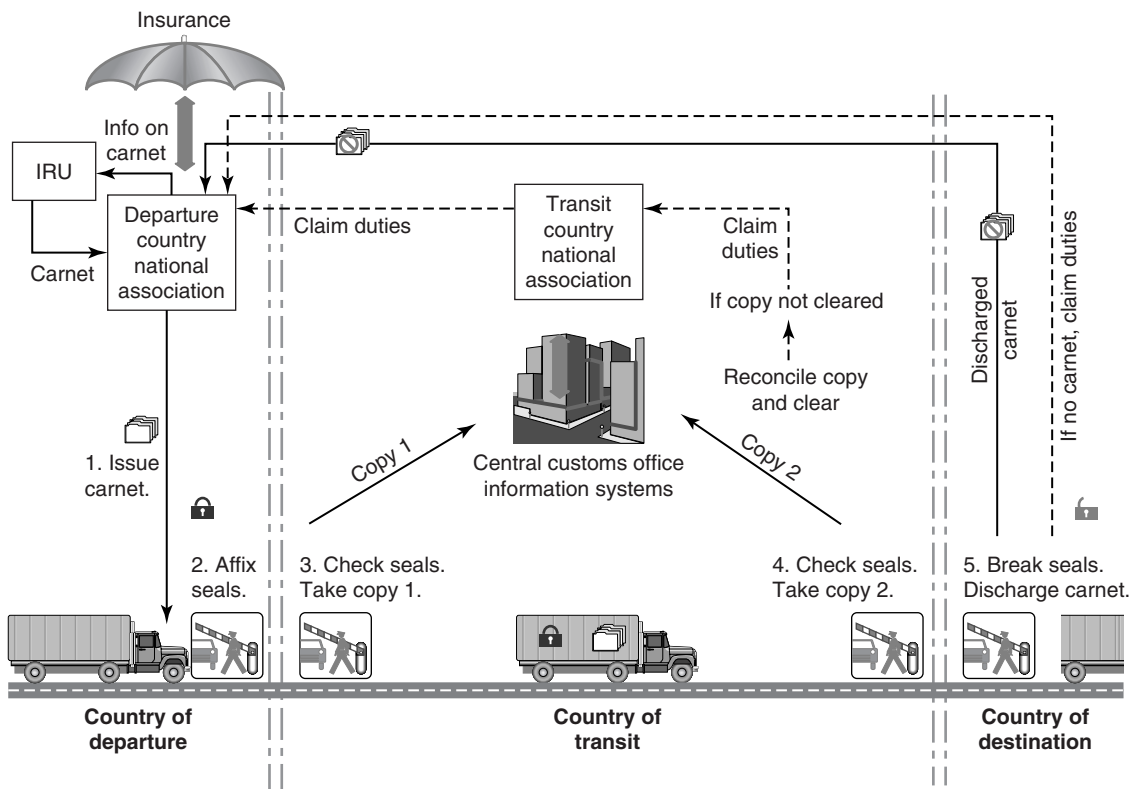 Insurance
Info on
carnet
IRU
Carnet
Departure
country
national
association
Claim duties
Transit
country
national
association
Claim
duties
If copy not cleared
Reconcile copy
and clear
Discharged
carnet
If no carnet, claim duties
1. Issue
carnet.
Copy 1
Central customs office
information systems
Copy 2
2. Affix
seals.
3. Check seals.
Take copy 1.
4. Check seals.
Take copy 2.
5. Break seals.
Discharge carnet.
Country of
departure
Country of
transit
Country of
destination